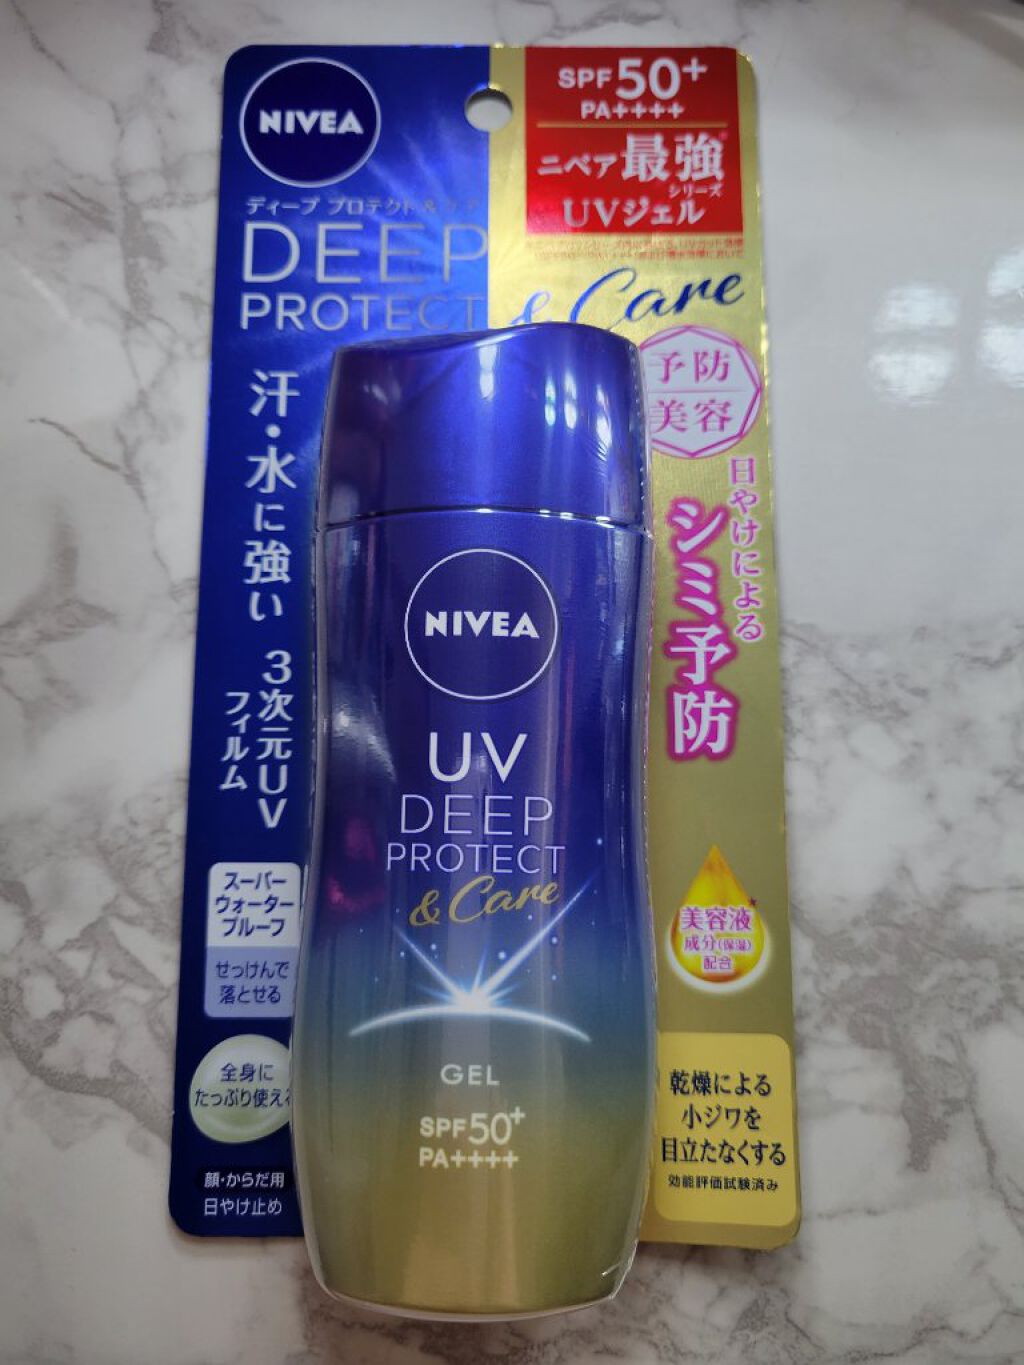 NIVEA
SPF50+
PA++++
ニベア最強
シリーズ
UVジェル
ディープ プロテクト&ケア
DEEP
PROTECT
& Care
予防
美容
汗・水に強い
3次元UV
フィルム
日やけによる
シミ予防
NIVEA
UV
DEEP
PROTECT
& Care
GEL
SPF50+
PA++++
スーパー
ウォーター
プルーフ
せっけんで
落とせる
全身に
たっぷり使える
顔・からだ用
日やけ止め
美容液*
成分(保湿)
配合
乾燥による
小ジワを
目立たなくする
効能評価試験済み